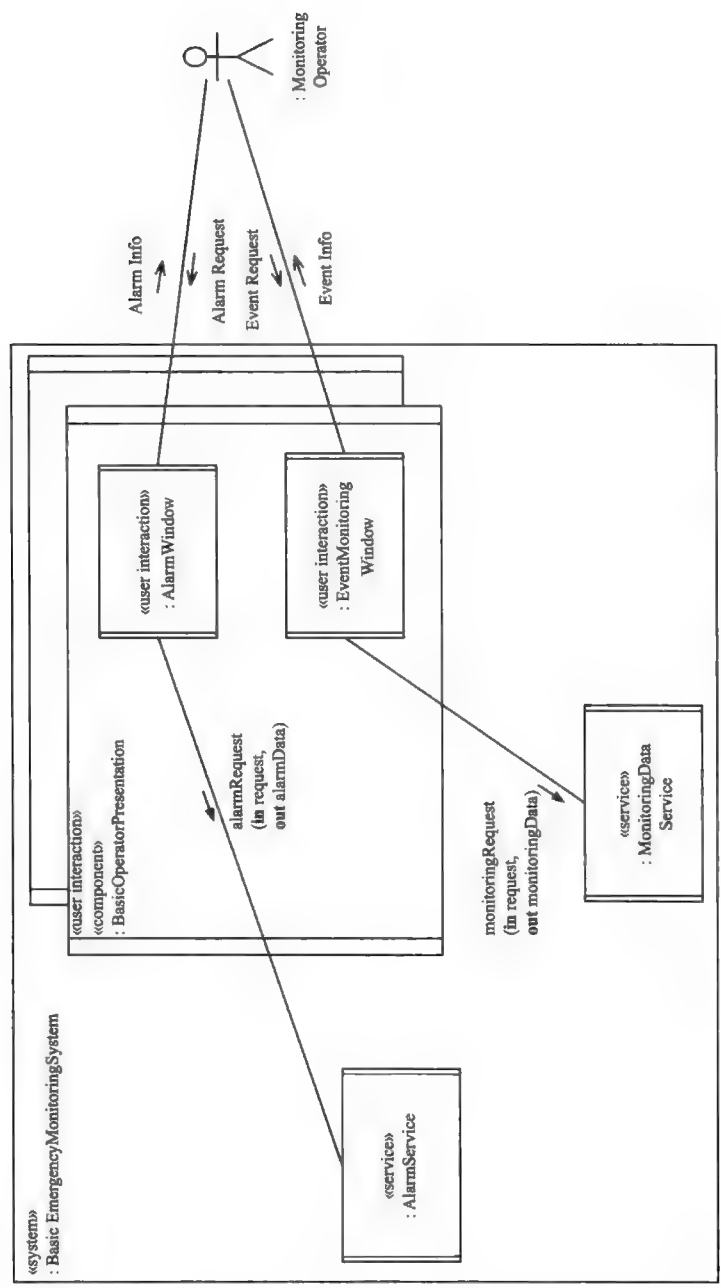 «system»
: Basic EmergencyMonitoringSystem
«user interaction»
«component»
: BasicOperatorPresentation
«user interaction»
: AlarmWindow
«user interaction»
: EventMonitoring
Window
Alarm Info
Alarm Request
Event Request
Event Info
: Monitoring
Operator
alarmRequest
(in request,
out alarmData)
monitoringRequest
(in request,
out monitoringData)
«service»
: AlarmService
«service»
: MonitoringData
Service